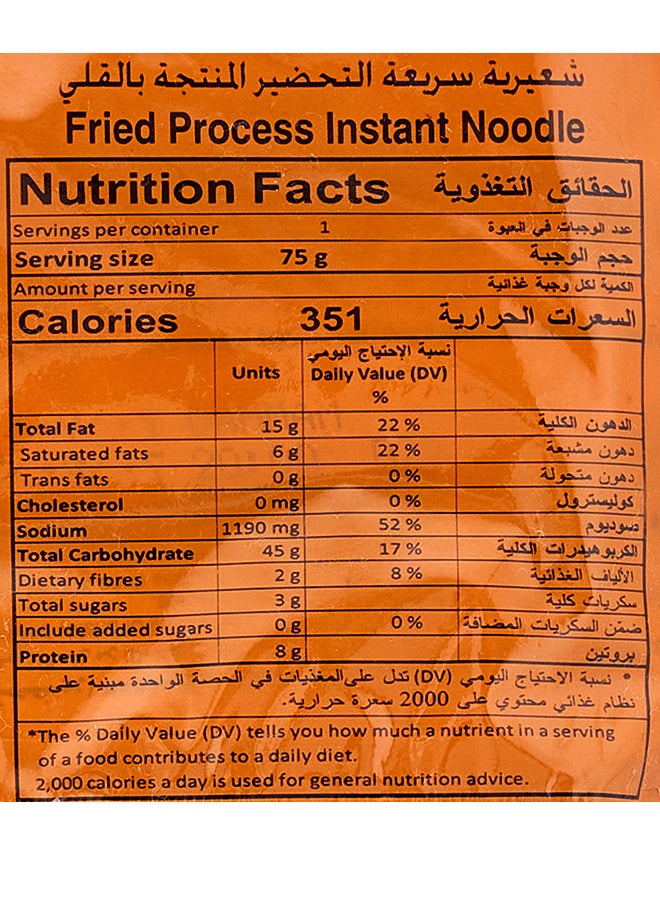 شعيرية سريعة التحضير المنتجة بالقلي
Fried Process Instant Noodle
Nutrition Facts الحقائق التغذوية
Servings per container 1 عدد الوجبات في العبوة
Serving size 75 g حجم الوجبة
Amount per serving الكمية لكل وجبة غذائية
Calories 351 السعرات الحرارية
Units نسبة الإحتياج اليومي
Daily Value (DV)
%
Total Fat 15 g 22 % الدهون الكلية
Saturated fats 6 g 22 % دهون مشبعة
Trans fats 0 g 0 % دهون متحولة
Cholesterol 0 mg 0 % كوليسترول
Sodium 1190 mg 52 % صوديوم
Total Carbohydrate 45 g 17 % الكربوهيدرات الكلية
Dietary fibres 2 g 8 % الألياف الغذائية
Total sugars 3 g سكريات كلية
Include added sugars 0 g 0 % ضمن السكريات المضافة
Protein 8 g بروتين
* نسبة الاحتياج اليومي (DV) تدل على المغذيات في الحصة الواحدة مبنية على
نظام غذائي محتوي على 2000 سعرة حرارية.
*The % Daily Value (DV) tells you how much a nutrient in a serving
of a food contributes to a daily diet.
2,000 calories a day is used for general nutrition advice.